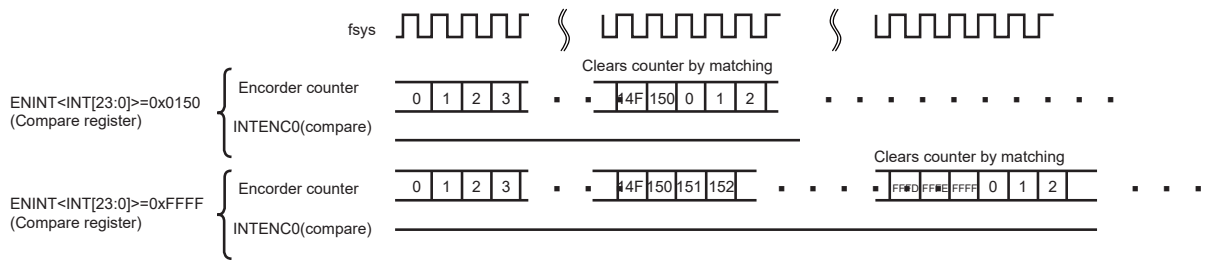 fsys
Clears counter by matching
ENINT<INT[23:0]>=0x0150
(Compare register)
Encorder counter
0 1 2 3 14F 150 0 1 2
INTENC0(compare)
Clears counter by matching
ENINT<INT[23:0]>=0xFFFF
(Compare register)
Encorder counter
0 1 2 3 14F 150 151 152 FFFD FFFE FFFF 0 1 2
INTENC0(compare)